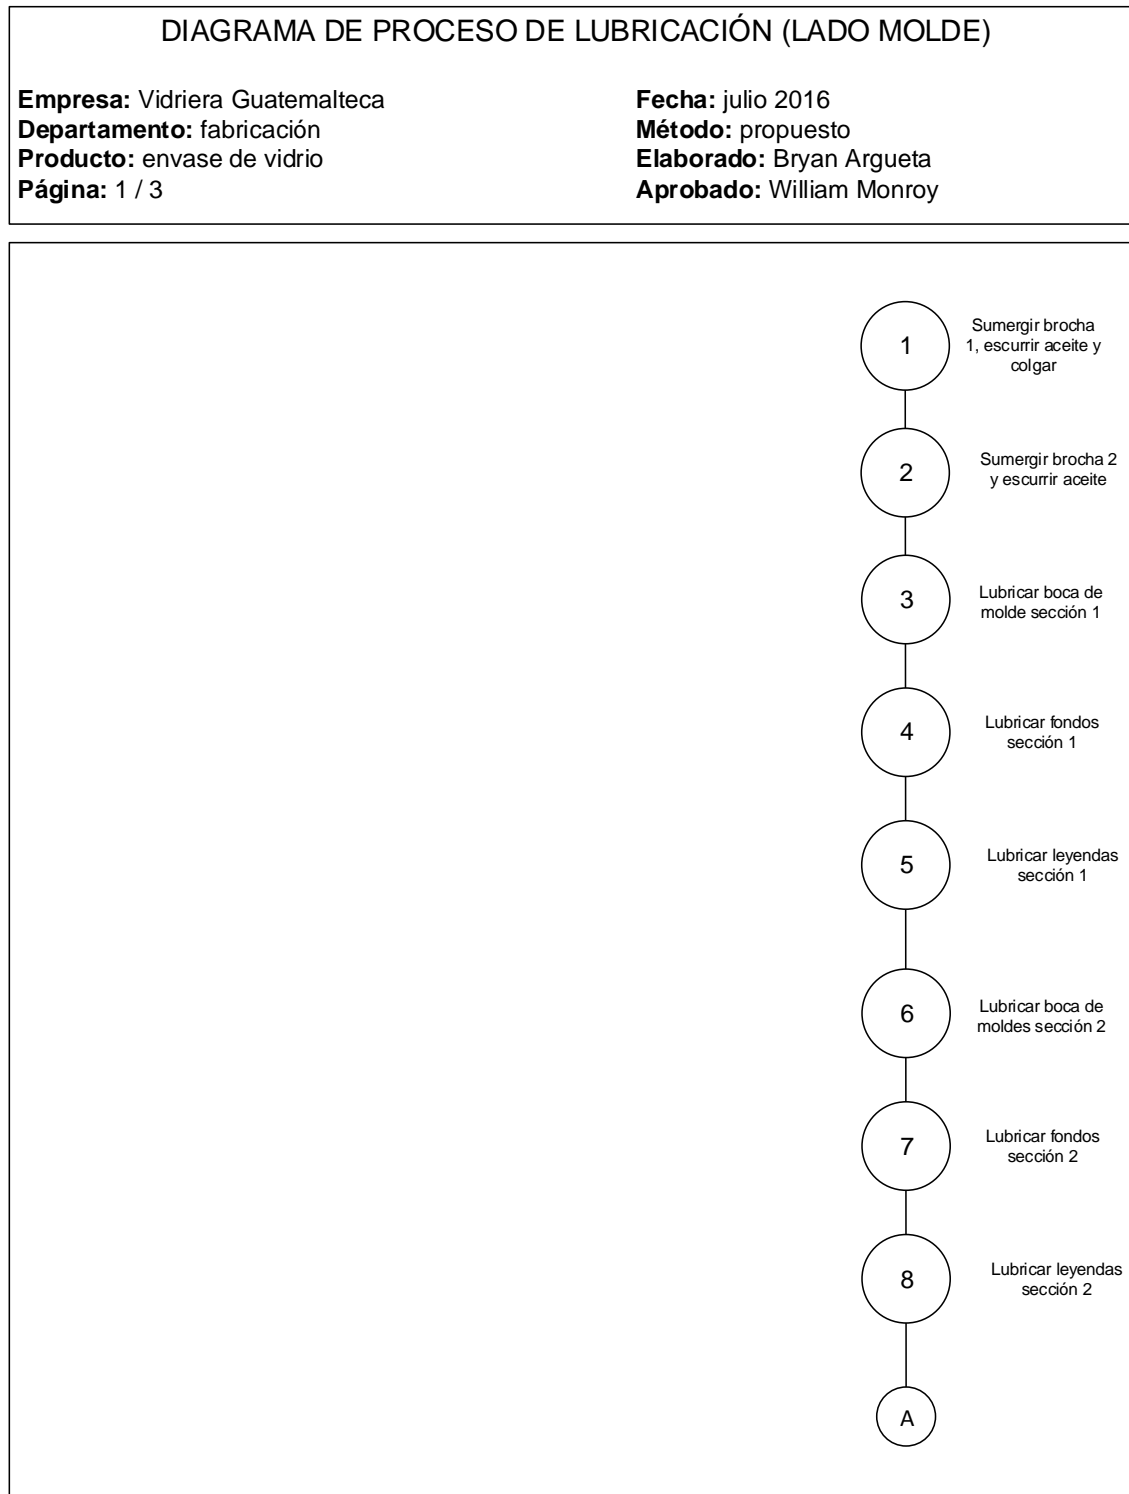 DIAGRAMA DE PROCESO DE LUBRICACIÓN (LADO MOLDE)
Empresa: Vidriera Guatemalteca
Departamento: fabricación
Producto: envase de vidrio
Página: 1 / 3
Fecha: julio 2016
Método: propuesto
Elaborado: Bryan Argueta
Aprobado: William Monroy
1
Sumergir brocha
1, escurrir aceite y
colgar
2
Sumergir brocha 2
y escurrir aceite
3
Lubricar boca de
molde sección 1
4
Lubricar fondos
sección 1
5
Lubricar leyendas
sección 1
6
Lubricar boca de
moldes sección 2
7
Lubricar fondos
sección 2
8
Lubricar leyendas
sección 2
A